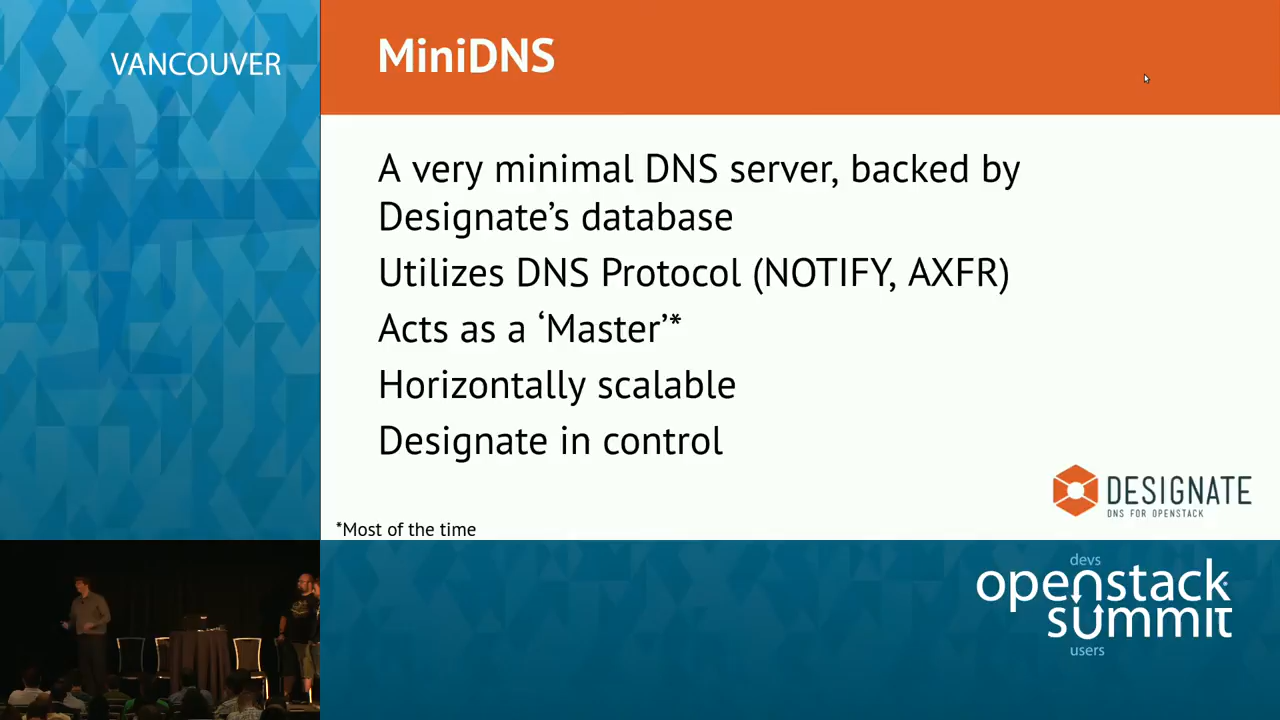 VANCOUVER
MiniDNS
A very minimal DNS server, backed by
Designate’s database
Utilizes DNS Protocol (NOTIFY, AXFR)
Acts as a ‘Master’*
Horizontally scalable
Designate in control
DESIGNATE
DNS FOR OPENSTACK
*Most of the time
devs
openstack
summit
users